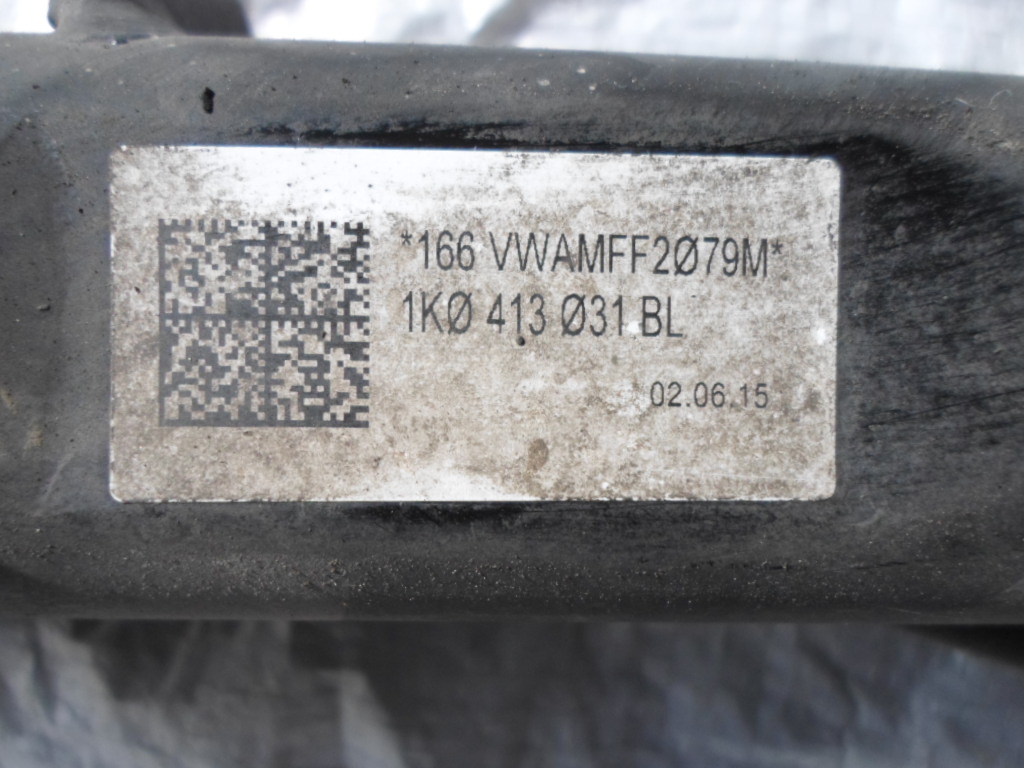 *166 VWAMFF2Ø79M*
1KØ 413 Ø31 BL
02.06.15